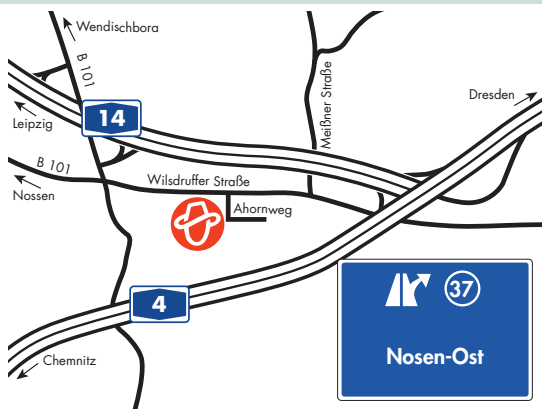 Wendischbora
B 101
14
Leipzig
Meißner Straße
Dresden
B 101
Wilsdruffer Straße
Nossen
Ahornweg
4
37
Nosen-Ost
Chemnitz